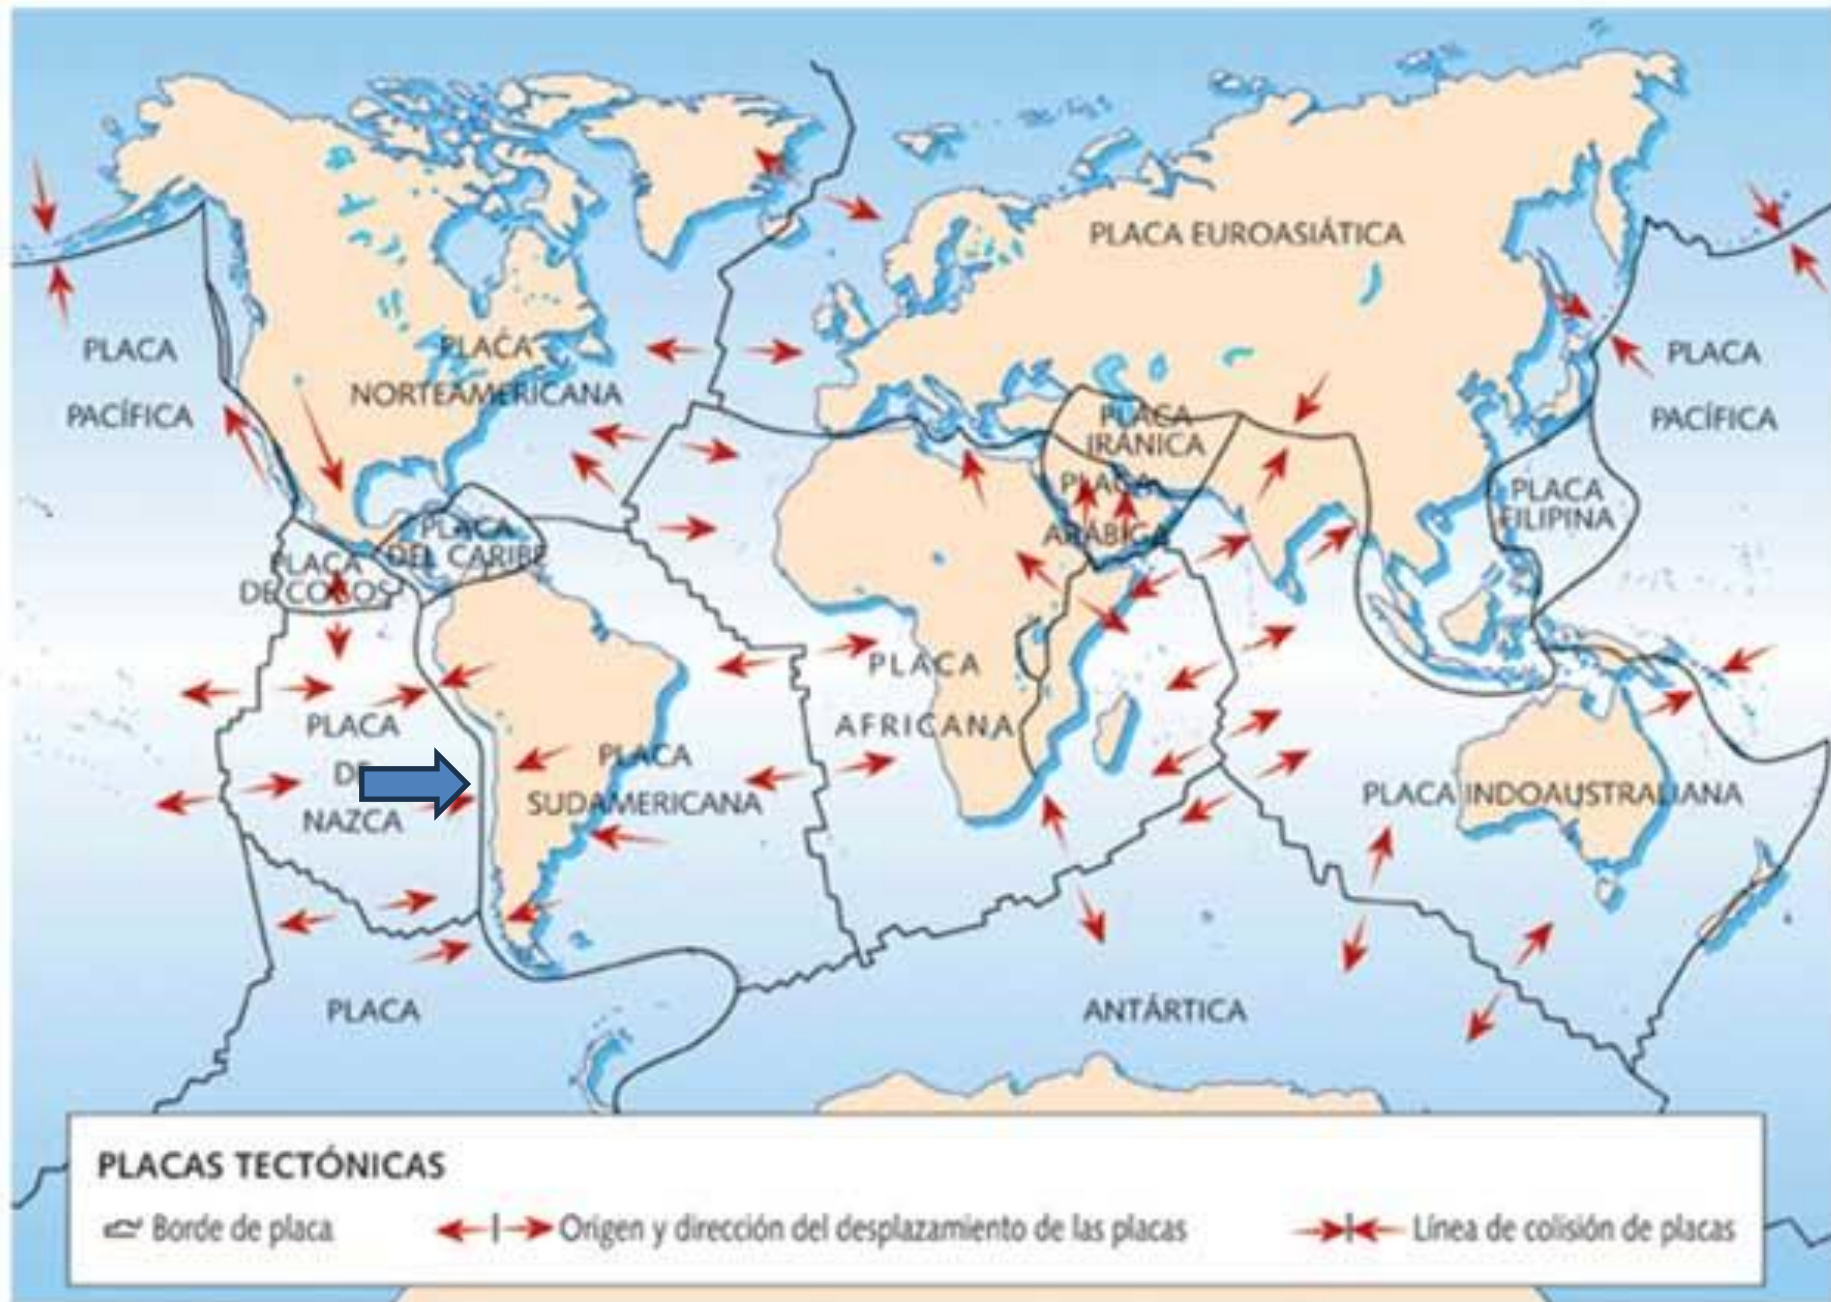 PLACA EUROASIÁTICA
PLACA
PACÍFICA
PLACA
NORTEAMERICANA
PLACA
IRÁNICA
PLACA
ARÁBIGA
PLACA
FILIPINA
PLACA
PACÍFICA
PLACA
DEL CARIBE
PLACA
DE COCOS
PLACA
AFRICANA
PLACA
DE
NAZCA
PLACA
SUDAMERICANA
PLACA INDOAUSTRALIANA
PLACA
ANTÁRTICA
PLACAS TECTÓNICAS
Borde de placa
Origen y dirección del desplazamiento de las placas
Línea de colisión de placas